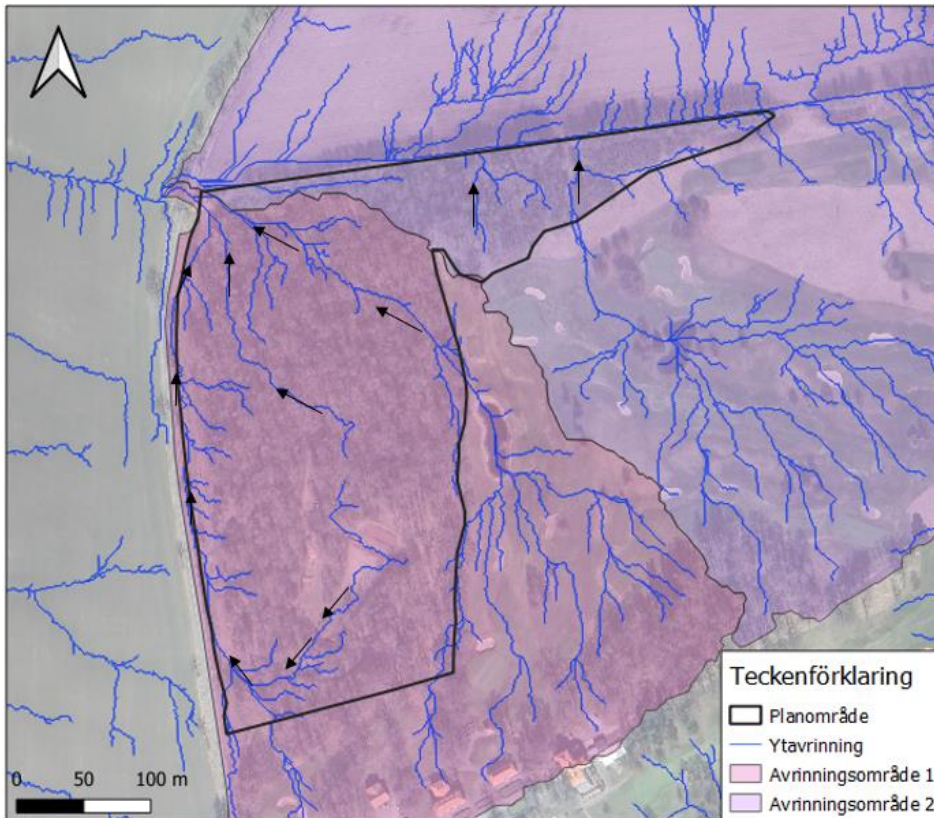 0 50 100 m
Teckenförklaring
Planområde
Ytavrinning
Avrinningsområde 1
Avrinningsområde 2